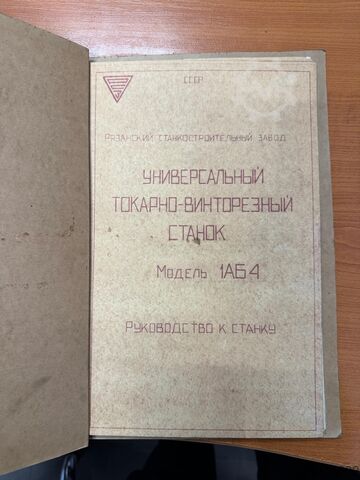 СССР
РЯЗАНСКИЙ СТАНКОСТРОИТЕЛЬНЫЙ ЗАВОД
УНИВЕРСАЛЬНЫЙ
ТОКАРНО-ВИНТОРЕЗНЫЙ
СТАНОК
МОДЕЛЬ 1А64
РУКОВОДСТВО К СТАНКУ